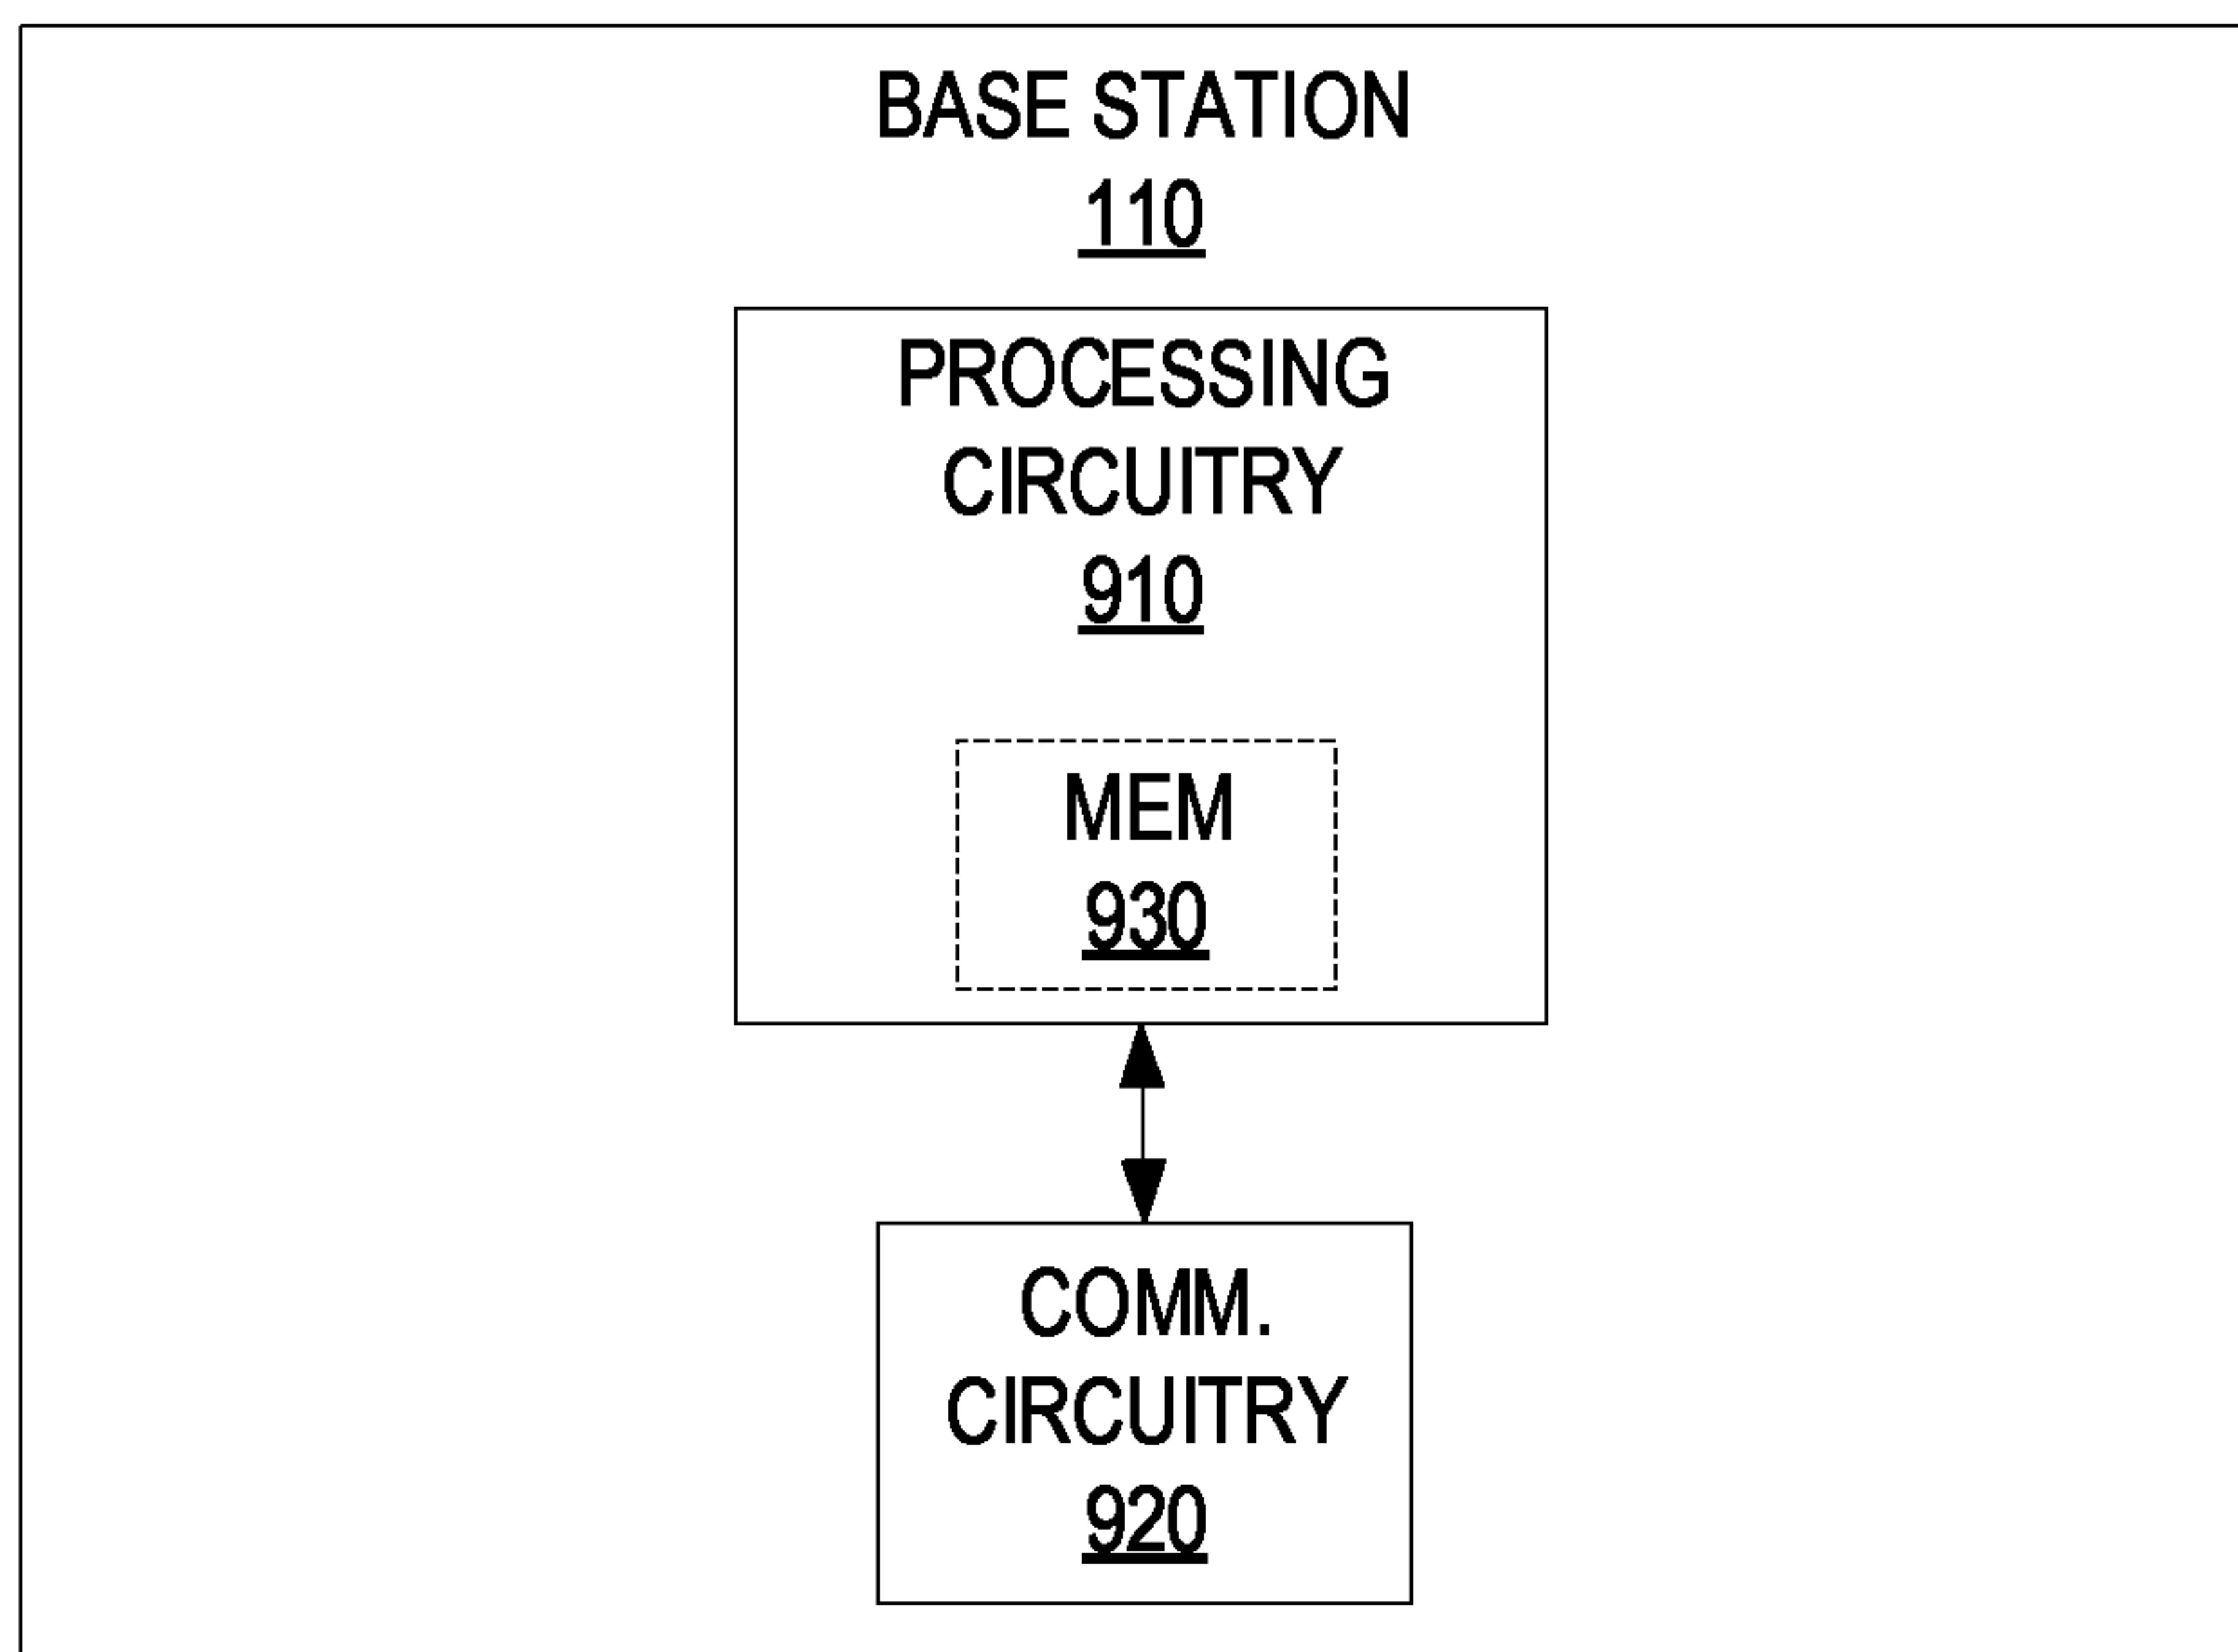 BASE STATION
110
PROCESSING
CIRCUITRY
910
MEM
930
COMM.
CIRCUITRY
920